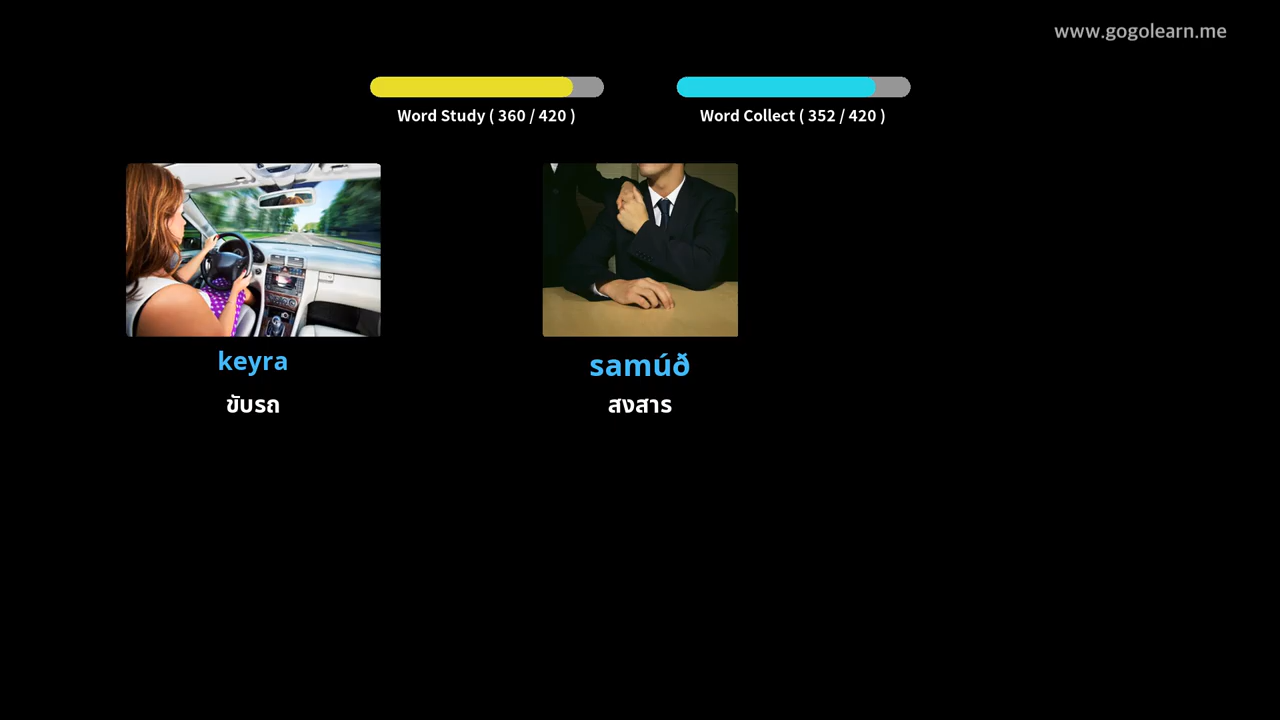 www.gogolearn.me
Word Study ( 360 / 420 )
Word Collect ( 352 / 420 )
keyra
samúð
ขับรถ
สงสาร